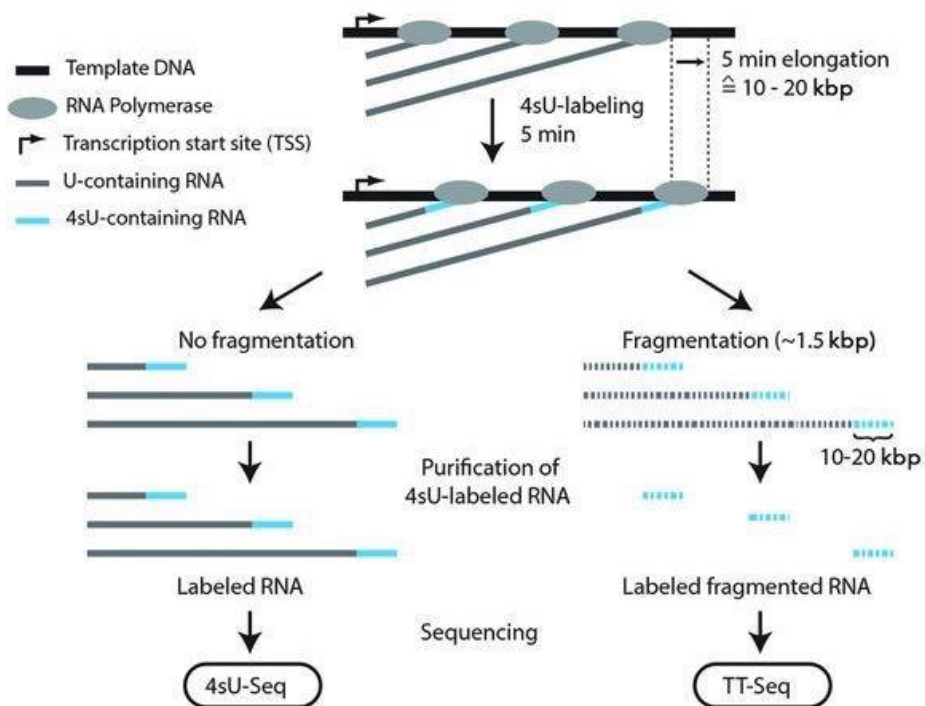 Template DNA
RNA Polymerase
Transcription start site (TSS)
U-containing RNA
4sU-containing RNA
5 min elongation
≙ 10 - 20 kbp
4sU-labeling
5 min
No fragmentation
Fragmentation (~1.5 kbp)
10-20 kbp
Purification of
4sU-labeled RNA
Labeled RNA
Labeled fragmented RNA
Sequencing
4sU-Seq
TT-Seq